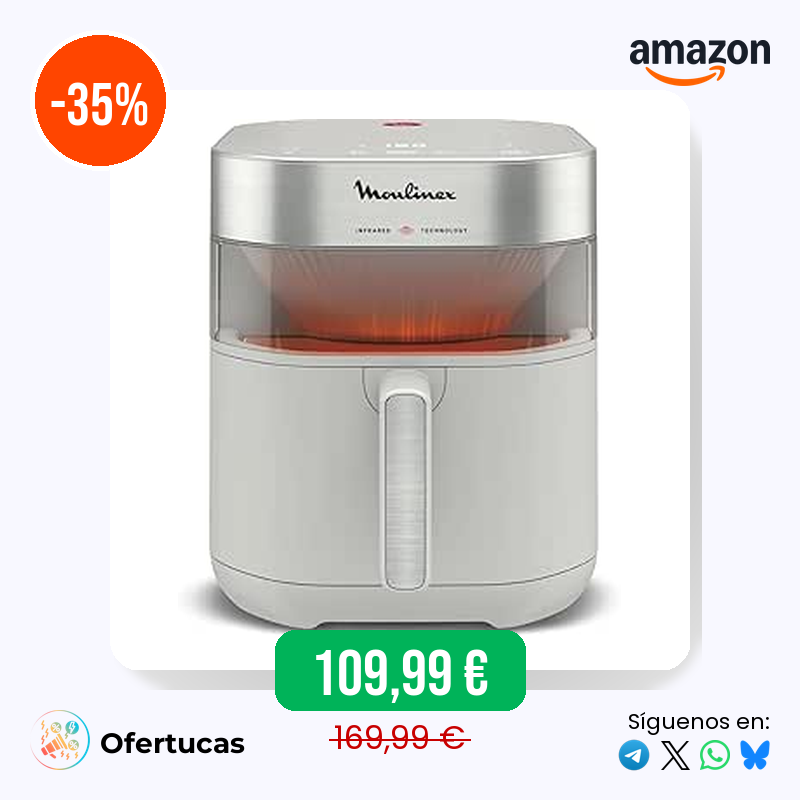 -35%
amazon
Moulinex
INFRARED TECHNOLOGY
109,99 €
169,99 €
Ofertucas
Síguenos en: